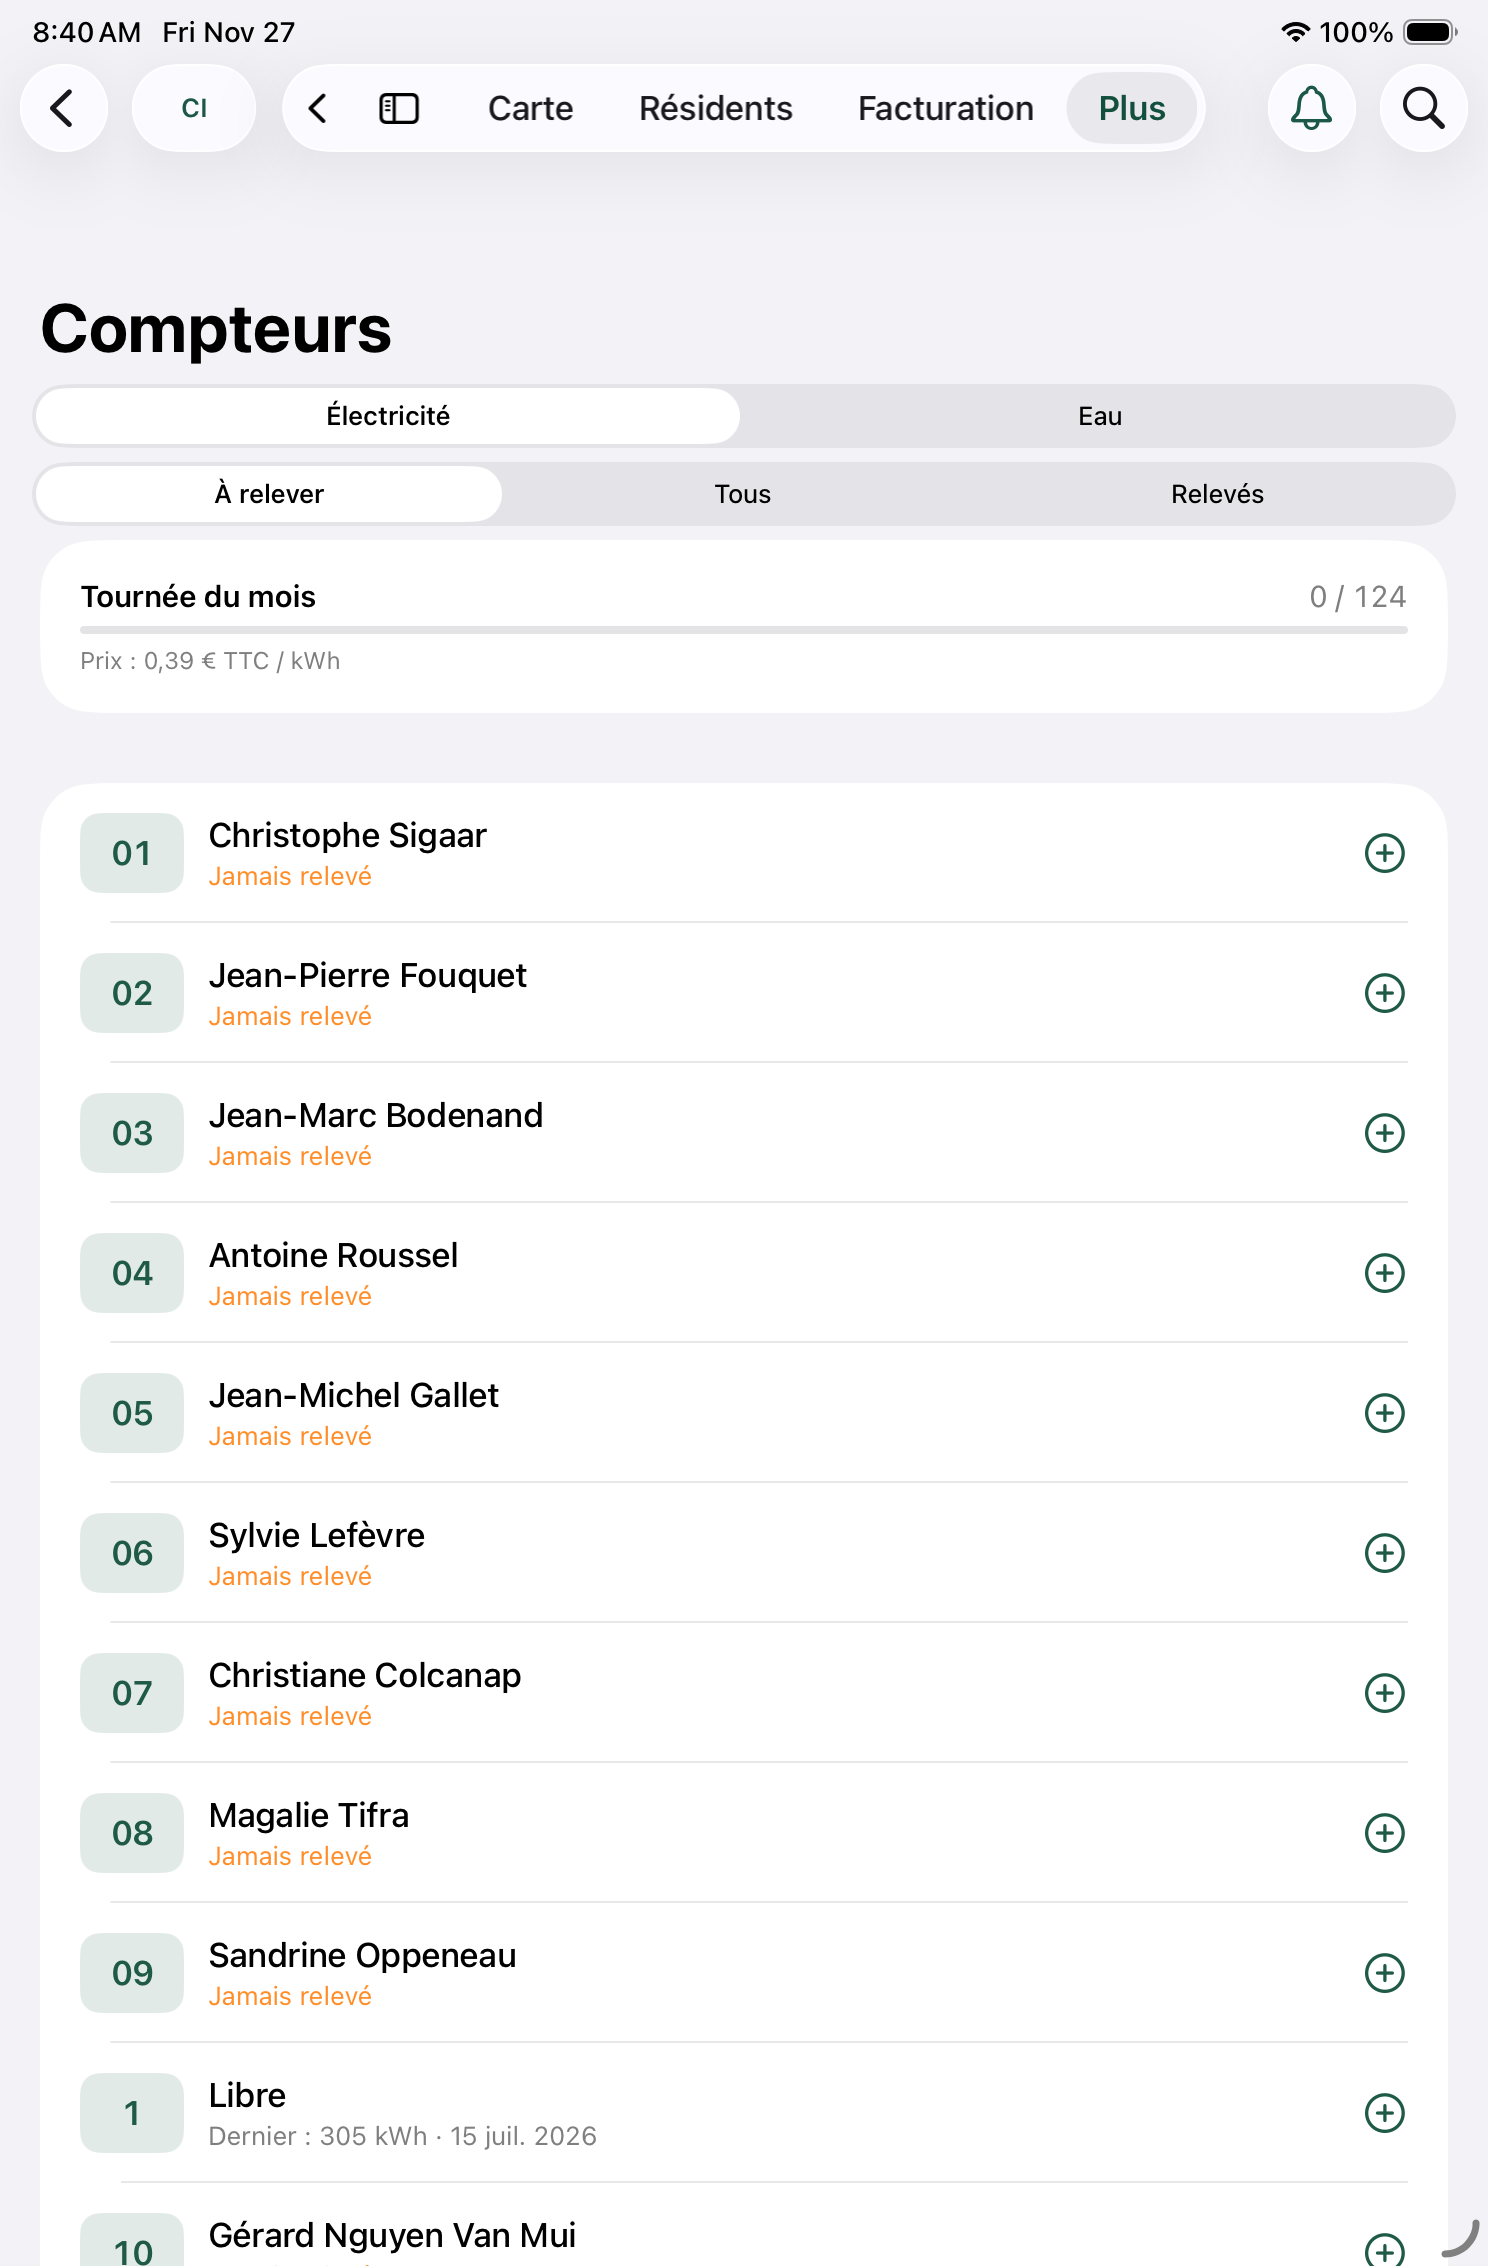 8:40 AM Fri Nov 27 100%
CI Carte Résidents Facturation Plus
Compteurs
Électricité Eau
À relever Tous Relevés
Tournée du mois 0 / 124
Prix : 0,39 € TTC / kWh
01 Christophe Sigaar
Jamais relevé
02 Jean-Pierre Fouquet
Jamais relevé
03 Jean-Marc Bodenand
Jamais relevé
04 Antoine Roussel
Jamais relevé
05 Jean-Michel Gallet
Jamais relevé
06 Sylvie Lefèvre
Jamais relevé
07 Christiane Colcanap
Jamais relevé
08 Magalie Tifra
Jamais relevé
09 Sandrine Oppeneau
Jamais relevé
1 Libre
Dernier : 305 kWh · 15 juil. 2026
10 Gérard Nguyen Van Mui